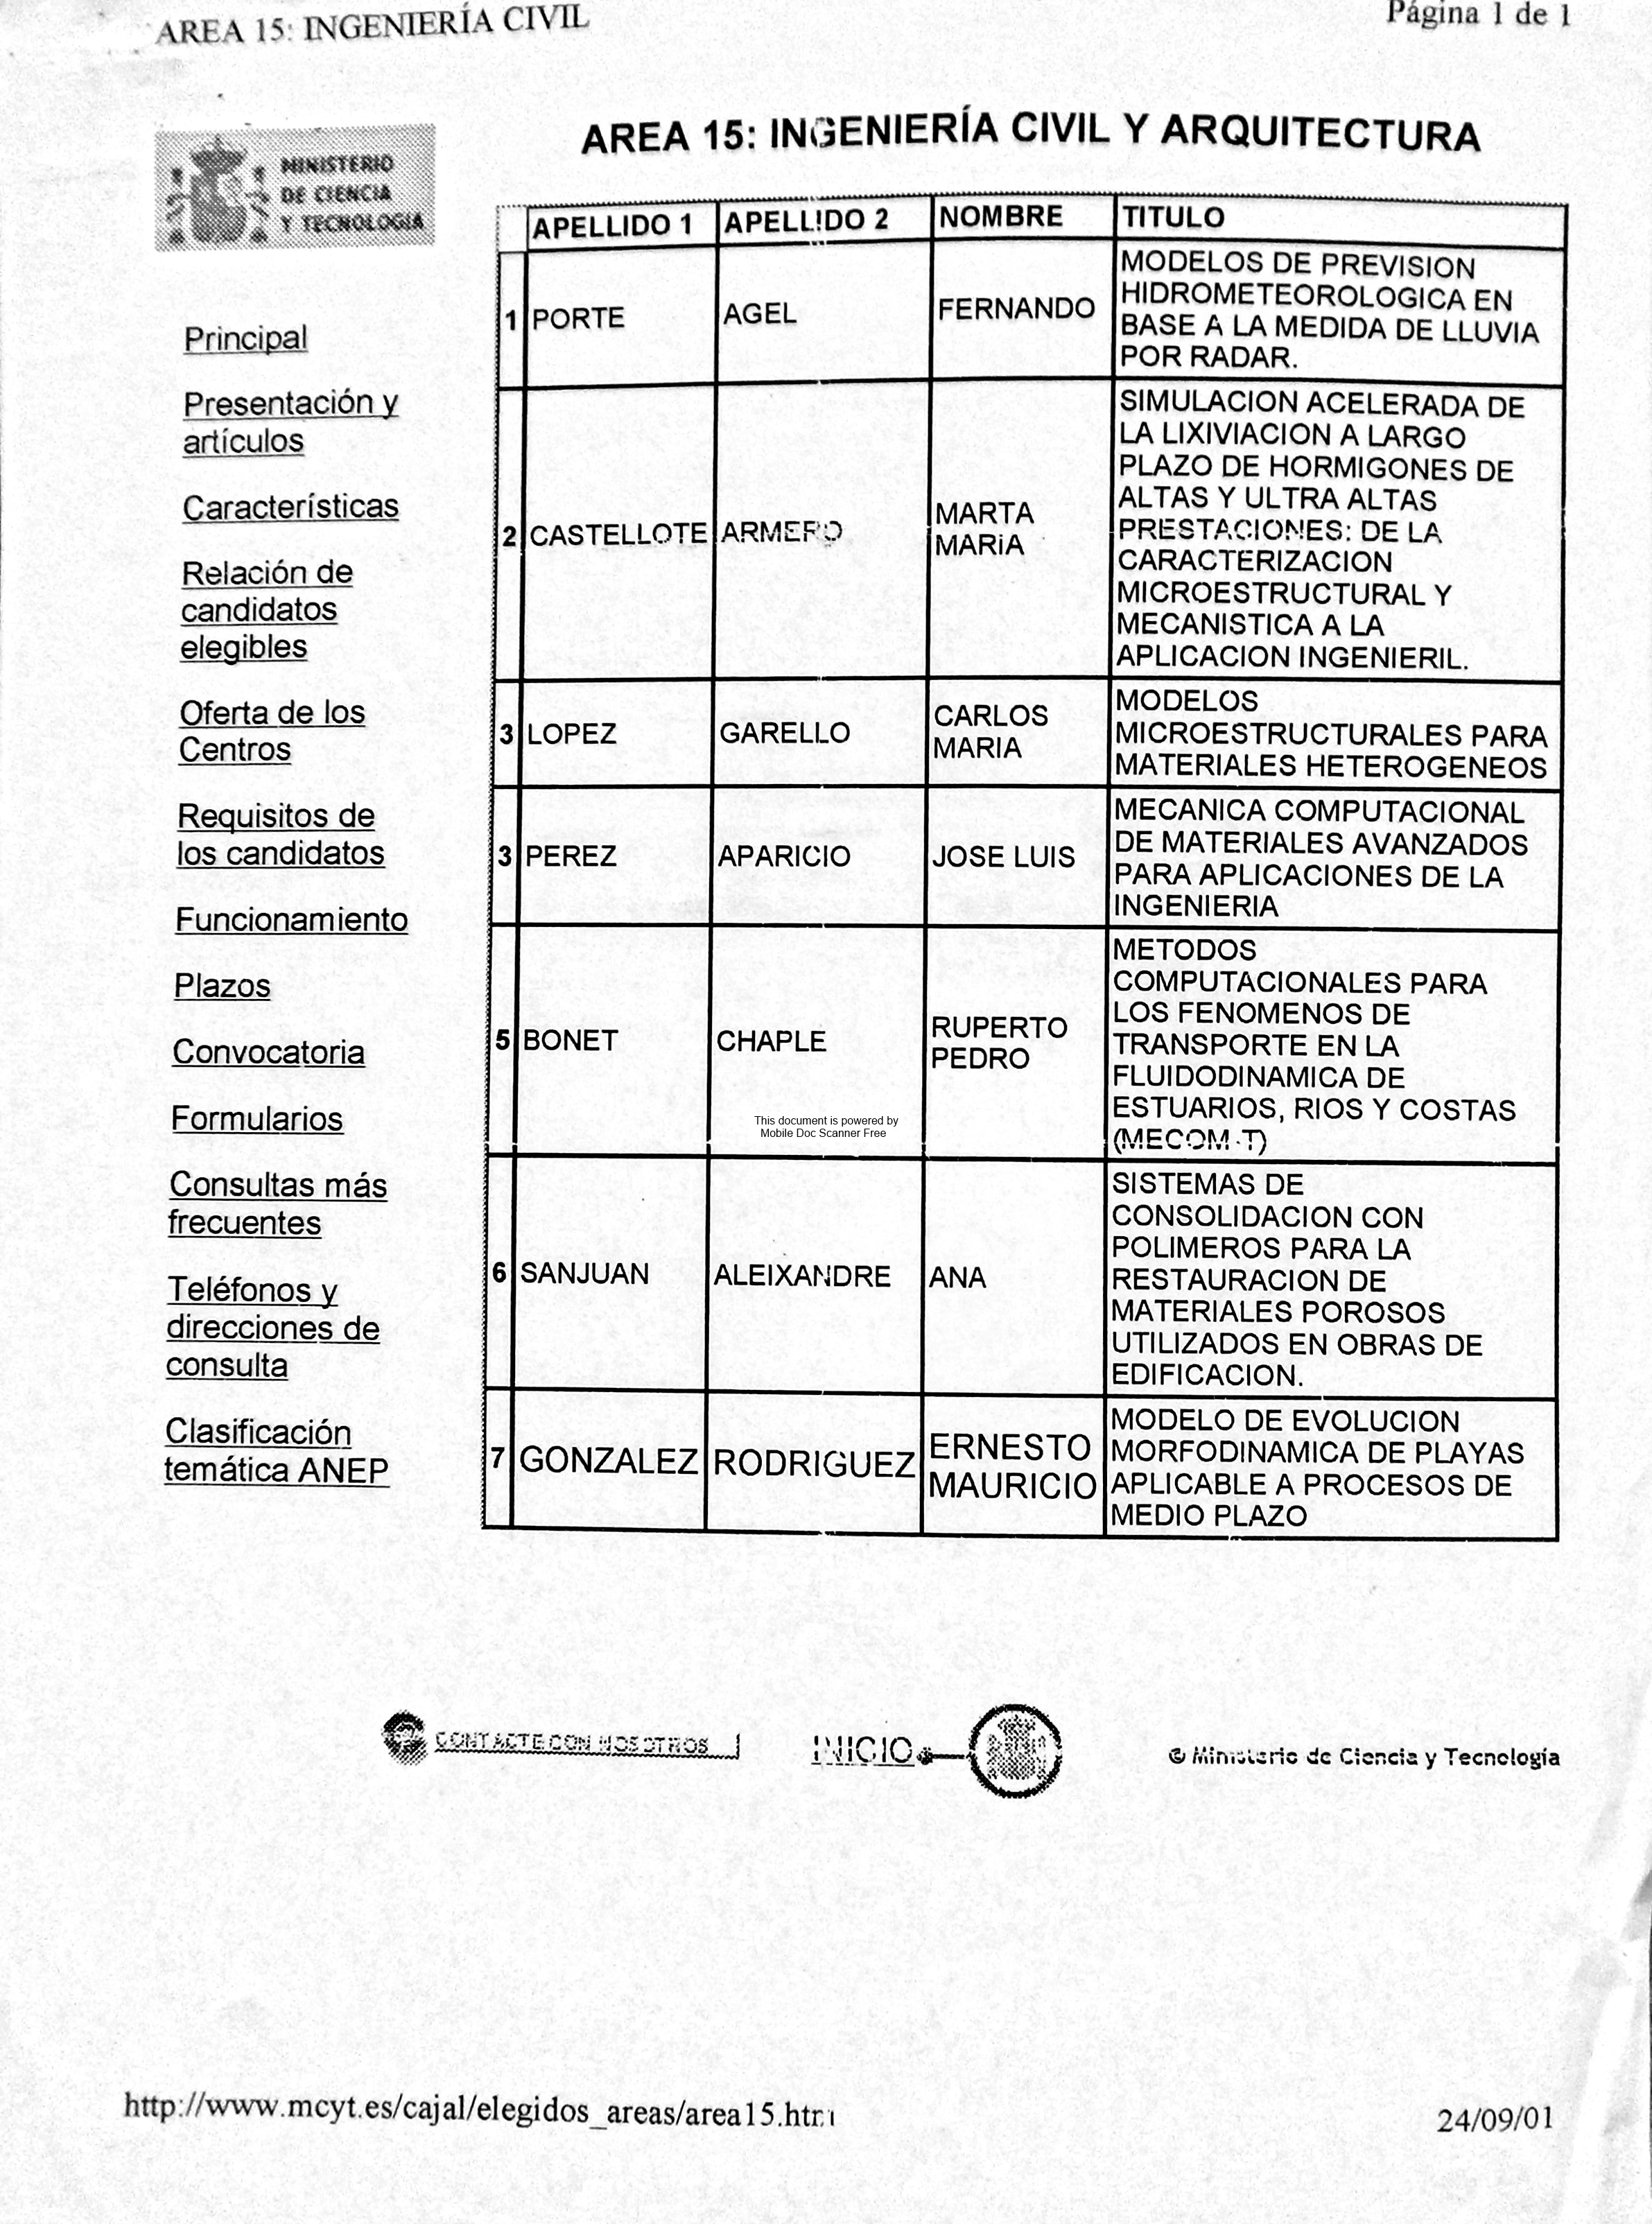 AREA 15: INGENIERÍA CIVIL
Página 1 de 1
MINISTERIO
DE CIENCIA
Y TECNOLOGIA
AREA 15: INGENIERÍA CIVIL Y ARQUITECTURA
Principal
Presentación y
artículos
Características
Relación de
candidatos
elegibles
Oferta de los
Centros
Requisitos de
los candidatos
Funcionamiento
Plazos
Convocatoria
Formularios
Consultas más
frecuentes
Teléfonos y
direcciones de
consulta
Clasificación
temática ANEP
APELLIDO 1 APELLIDO 2 NOMBRE TITULO
1 PORTE AGEL FERNANDO
MODELOS DE PREVISION
HIDROMETEOROLOGICA EN
BASE A LA MEDIDA DE LLUVIA
POR RADAR.
2 CASTELLOTE ARMERO
MARTA
MARIA
SIMULACION ACELERADA DE
LA LIXIVIACION A LARGO
PLAZO DE HORMIGONES DE
ALTAS Y ULTRA ALTAS
PRESTACIONES: DE LA
CARACTERIZACION
MICROESTRUCTURAL Y
MECANISTICA A LA
APLICACION INGENIERIL.
3 LOPEZ GARELLO
CARLOS
MARIA
MODELOS
MICROESTRUCTURALES PARA
MATERIALES HETEROGENEOS
3 PEREZ APARICIO JOSE LUIS
MECANICA COMPUTACIONAL
DE MATERIALES AVANZADOS
PARA APLICACIONES DE LA
INGENIERIA
5 BONET CHAPLE
RUPERTO
PEDRO
METODOS
COMPUTACIONALES PARA
LOS FENOMENOS DE
TRANSPORTE EN LA
FLUIDODINAMICA DE
ESTUARIOS, RIOS Y COSTAS
(MECOM-T)
This document is powered by
Mobile Doc Scanner Free
6 SANJUAN ALEIXANDRE ANA
SISTEMAS DE
CONSOLIDACION CON
POLIMEROS PARA LA
RESTAURACION DE
MATERIALES POROSOS
UTILIZADOS EN OBRAS DE
EDIFICACION.
7 GONZALEZ RODRIGUEZ
ERNESTO
MAURICIO
MODELO DE EVOLUCION
MORFODINAMICA DE PLAYAS
APLICABLE A PROCESOS DE
MEDIO PLAZO
CONTACTE CON NOSOTROS
INICIO
© Ministerio de Ciencia y Tecnología
http://www.mcyt.es/cajal/elegidos_areas/area15.htm
24/09/01